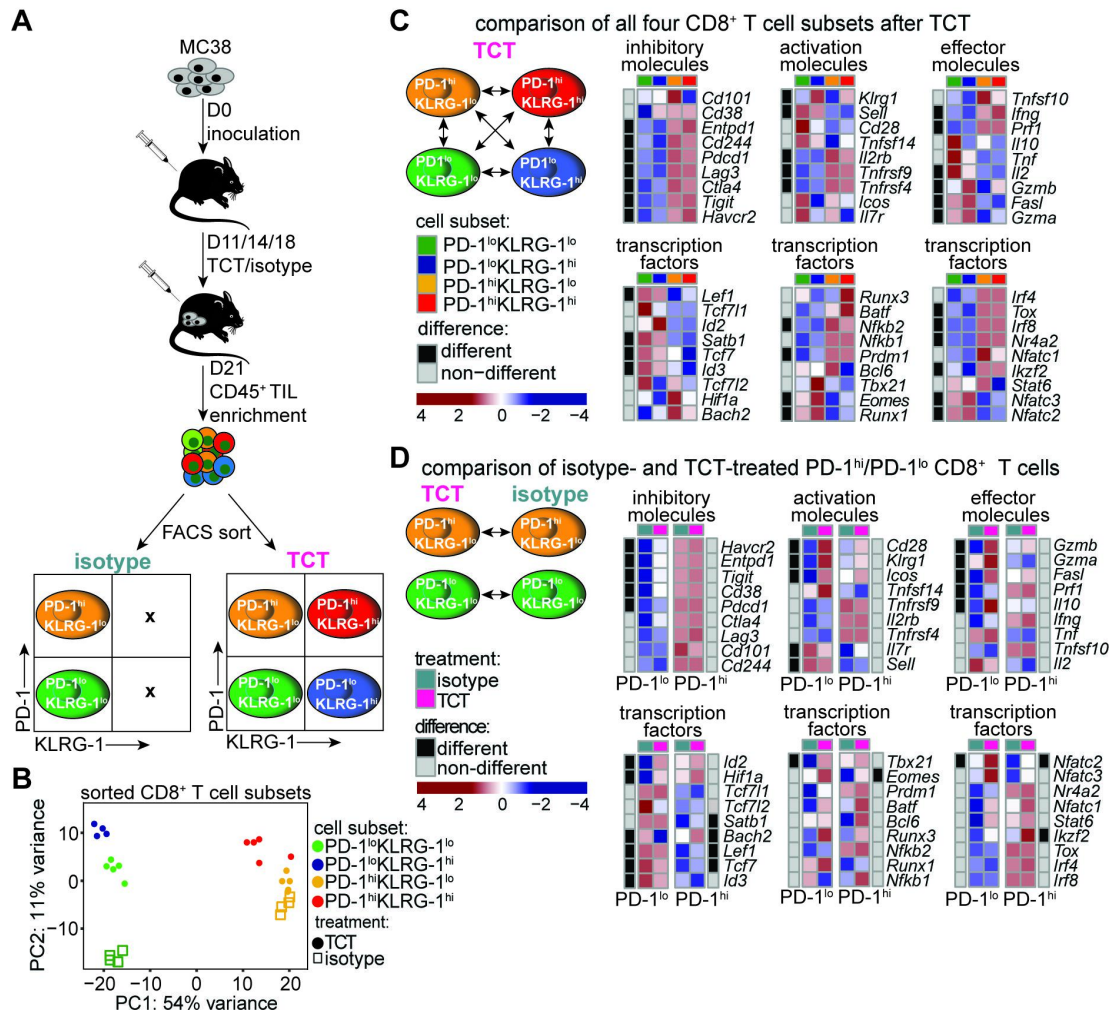 A
MC38
D0
inoculation
D11/14/18
TCT/isotype
D21
CD45⁺ TIL
enrichment
FACS sort
isotype
TCT
PD-1ʰⁱ
KLRG-1ˡᵒ
x
PD-1ʰⁱ
KLRG-1ˡᵒ
PD-1ʰⁱ
KLRG-1ʰⁱ
PD-1ˡᵒ
KLRG-1ˡᵒ
x
PD-1ˡᵒ
KLRG-1ˡᵒ
PD-1ˡᵒ
KLRG-1ʰⁱ
PD-1
KLRG-1
PD-1
KLRG-1
B
sorted CD8⁺ T cell subsets
PC2: 11% variance
10
0
−10
−20
−10
0
10
20
PC1: 54% variance
cell subset:
PD-1ˡᵒKLRG-1ˡᵒ
PD-1ˡᵒKLRG-1ʰⁱ
PD-1ʰⁱKLRG-1ˡᵒ
PD-1ʰⁱKLRG-1ʰⁱ
treatment:
TCT
isotype
C
comparison of all four CD8⁺ T cell subsets after TCT
TCT
PD-1ʰⁱ
KLRG-1ˡᵒ
PD-1ʰⁱ
KLRG-1ʰⁱ
PD1ˡᵒ
KLRG-1ˡᵒ
PD1ˡᵒ
KLRG-1ʰⁱ
cell subset:
PD-1ˡᵒKLRG-1ˡᵒ
PD-1ˡᵒKLRG-1ʰⁱ
PD-1ʰⁱKLRG-1ˡᵒ
PD-1ʰⁱKLRG-1ʰⁱ
difference:
different
non−different
4 2 0 −2 −4
inhibitory
molecules
Cd101
Cd38
Entpd1
Cd244
Pdcd1
Lag3
Ctla4
Tigit
Havcr2
activation
molecules
Klrg1
Sell
Cd28
Tnfsf14
Il2rb
Tnfrsf9
Tnfrsf4
Icos
Il7r
effector
molecules
Tnfsf10
Ifng
Prf1
Il10
Tnf
Il2
Gzmb
Fasl
Gzma
transcription
factors
Lef1
Tcf7l1
Id2
Satb1
Tcf7
Id3
Tcf7l2
Hif1a
Bach2
transcription
factors
Runx3
Batf
Nfkb2
Nfkb1
Prdm1
Bcl6
Tbx21
Eomes
Runx1
transcription
factors
Irf4
Tox
Irf8
Nr4a2
Nfatc1
Ikzf2
Stat6
Nfatc3
Nfatc2
D
comparison of isotype- and TCT-treated PD-1ʰⁱ/PD-1ˡᵒ CD8⁺ T cells
TCT
isotype
PD-1ʰⁱ
KLRG-1ˡᵒ
PD-1ʰⁱ
KLRG-1ˡᵒ
PD-1ˡᵒ
KLRG-1ˡᵒ
PD-1ˡᵒ
KLRG-1ˡᵒ
treatment:
isotype
TCT
difference:
different
non−different
4 2 0 −2 −4
inhibitory
molecules
Havcr2
Entpd1
Tigit
Cd38
Pdcd1
Ctla4
Lag3
Cd101
Cd244
PD-1ˡᵒ PD-1ʰⁱ
activation
molecules
Cd28
Klrg1
Icos
Tnfsf14
Tnfrsf9
Il2rb
Tnfrsf4
Il7r
Sell
PD-1ˡᵒ PD-1ʰⁱ
effector
molecules
Gzmb
Gzma
Fasl
Prf1
Il10
Ifng
Tnf
Tnfsf10
Il2
PD-1ˡᵒ PD-1ʰⁱ
transcription
factors
Id2
Hif1a
Tcf7l1
Tcf7l2
Satb1
Bach2
Lef1
Tcf7
Id3
PD-1ˡᵒ PD-1ʰⁱ
transcription
factors
Tbx21
Eomes
Prdm1
Batf
Bcl6
Runx3
Nfkb2
Runx1
Nfkb1
PD-1ˡᵒ PD-1ʰⁱ
transcription
factors
Nfatc2
Nfatc3
Nr4a2
Nfatc1
Stat6
Ikzf2
Tox
Irf4
Irf8
PD-1ˡᵒ PD-1ʰⁱ